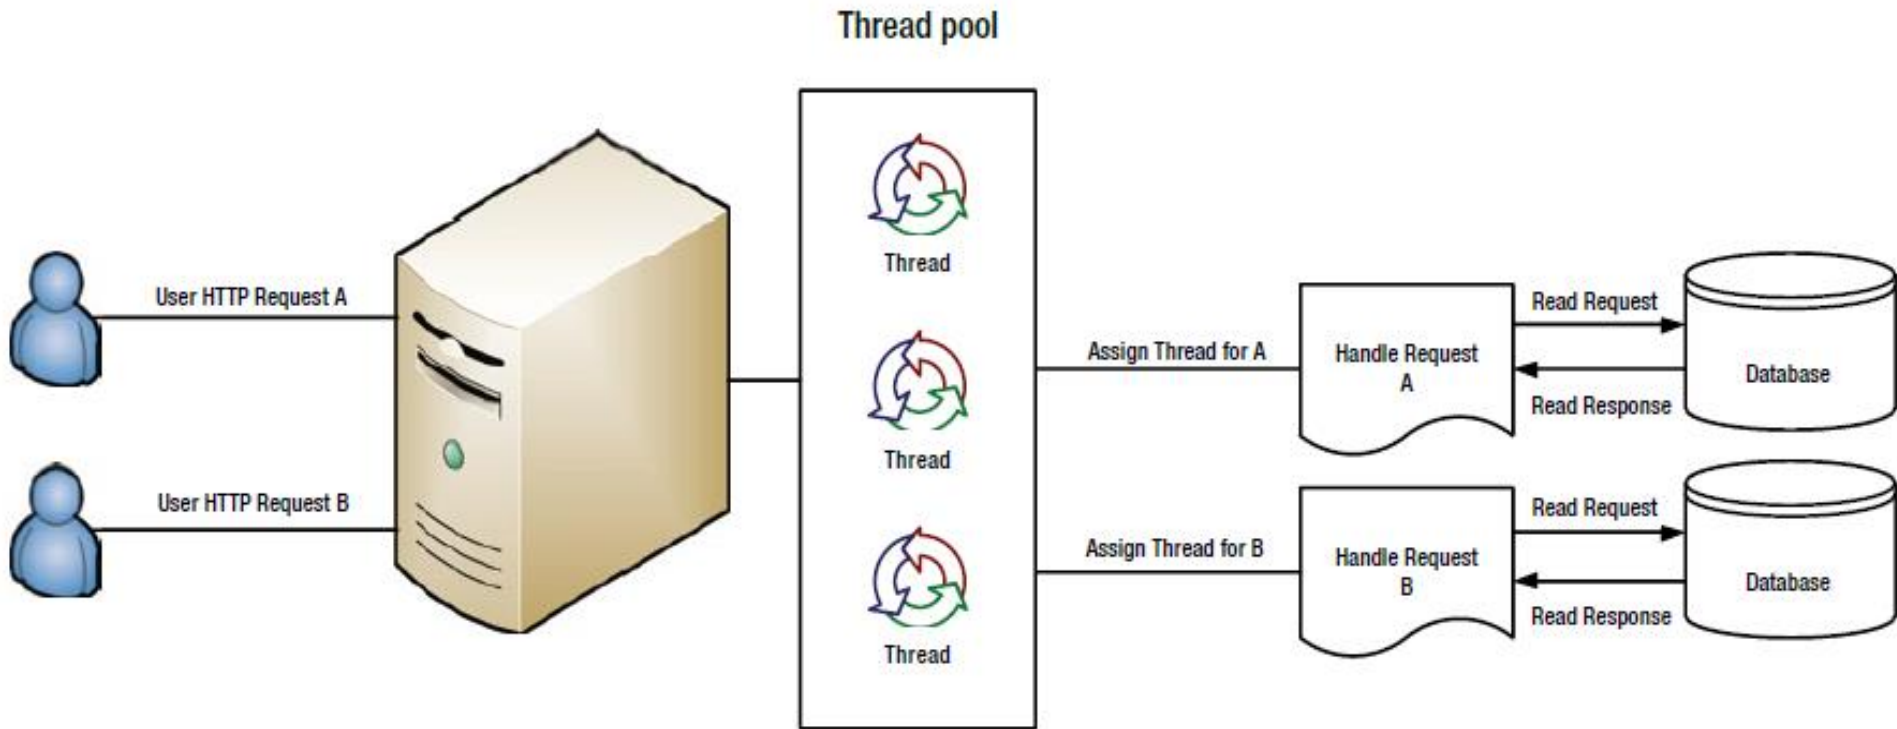 Thread pool
Thread
Thread
Thread
User HTTP Request A
User HTTP Request B
Assign Thread for A
Assign Thread for B
Handle Request
A
Read Request
Read Response
Database
Handle Request
B
Read Request
Read Response
Database